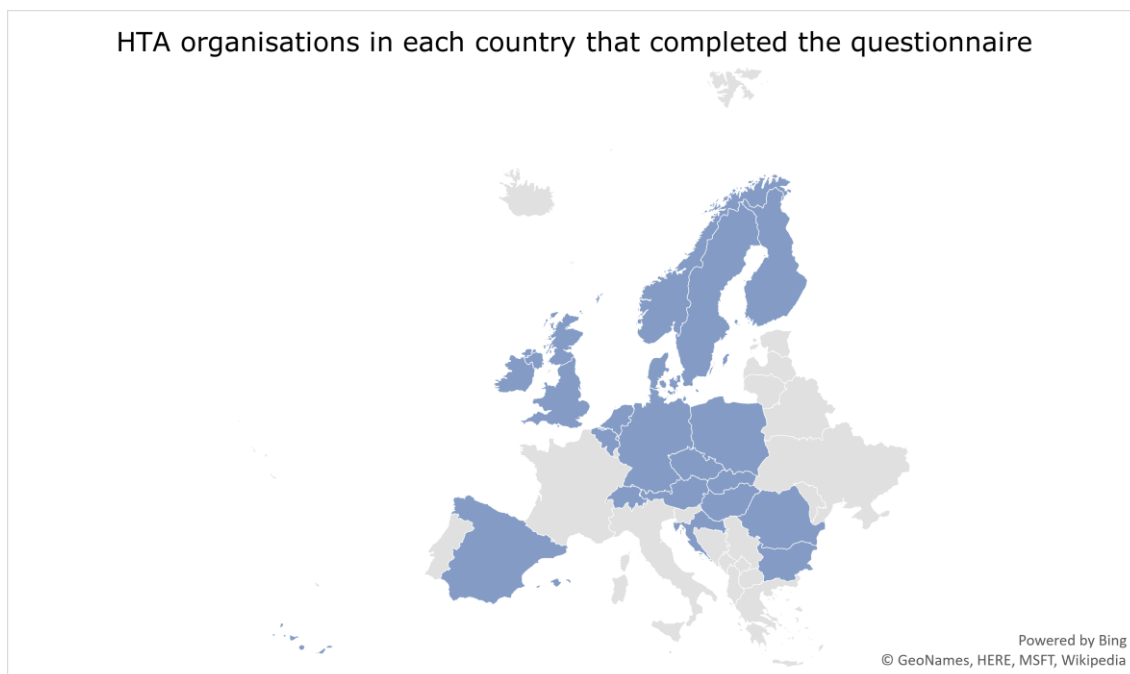 HTA organisations in each country that completed the questionnaire
Powered by Bing
© GeoNames, HERE, MSFT, Wikipedia